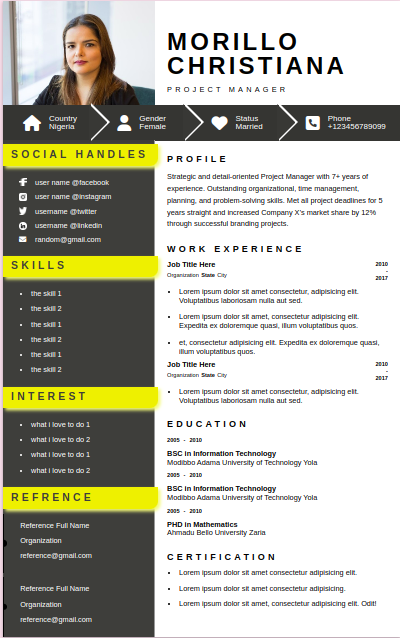 MORILLO
CHRISTIANA
PROJECT MANAGER
Country
Nigeria
Gender
Female
Status
Married
Phone
+123456789099
SOCIAL HANDLES
user name @facebook
user name @instagram
username @twitter
username @linkedin
random@gmail.com
SKILLS
the skill 1
the skill 2
the skill 1
the skill 2
the skill 1
the skill 2
INTEREST
what i love to do 1
what i love to do 2
what i love to do 1
what i love to do 2
REFRENCE
Reference Full Name
Organization
reference@gmail.com
Reference Full Name
Organization
reference@gmail.com
PROFILE
Strategic and detail-oriented Project Manager with 7+ years of
experience. Outstanding organizational, time management,
planning, and problem-solving skills. Met all project deadlines for 5
years straight and increased Company X's market share by 12%
through successful branding projects.
WORK EXPERIENCE
Job Title Here
Organization State City
2010
-
2017
Lorem ipsum dolor sit amet consectetur, adipisicing elit.
Voluptatibus laboriosam nulla aut sed.
Lorem ipsum dolor sit amet, consectetur adipisicing elit.
Expedita ex dolorumquaes quasi, illum voluptatibus quos.
et, consectetur adipisicing elit. Expedita ex dolorumquaes quasi,
illum voluptatibus quos.
Job Title Here
Organization State City
2010
-
2017
Lorem ipsum dolor sit amet consectetur, adipisicing elit.
Voluptatibus laboriosam nulla aut sed.
EDUCATION
2005 - 2010
BSC in Information Technology
Modibbo Adama University of Technology Yola
2005 - 2010
BSC in Information Technology
Modibbo Adama University of Technology Yola
2005 - 2010
PHD in Mathematics
Ahmadu Bello University Zaria
CERTIFICATION
Lorem ipsum dolor sit amet consectetur adipisicing elit.
Lorem ipsum dolor sit amet consectetur adipisicing.
Lorem ipsum dolor sit amet, consectetur adipisicing elit. Odit!